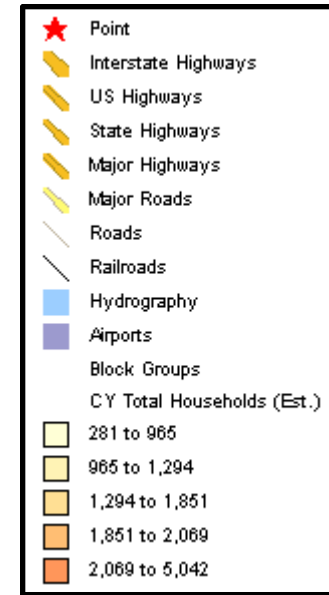 Point
Interstate Highways
US Highways
State Highways
Major Highways
Major Roads
Roads
Railroads
Hydrography
Airports
Block Groups
CY Total Households (Est.)
281 to 965
965 to 1,294
1,294 to 1,851
1,851 to 2,069
2,069 to 5,042